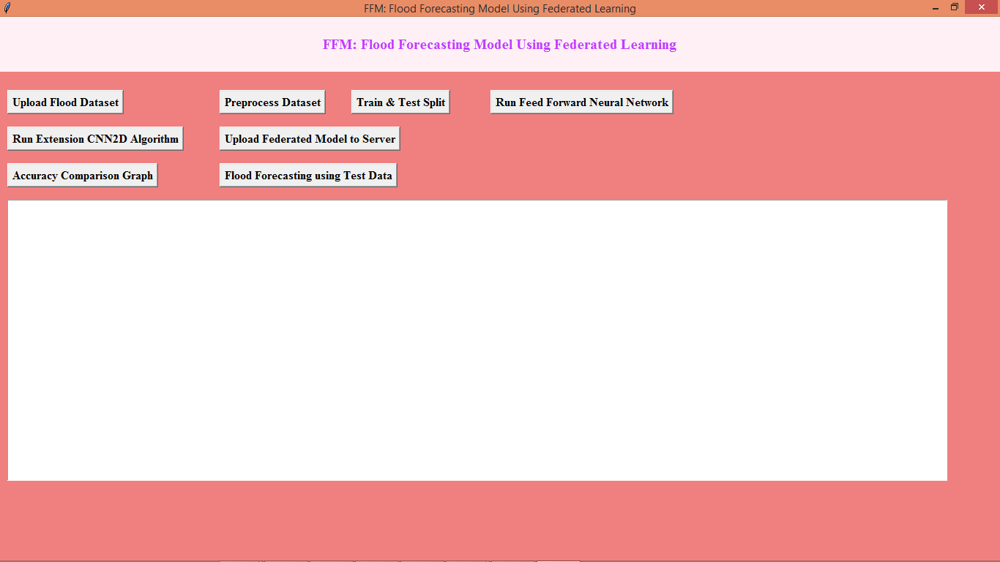 FFM: Flood Forecasting Model Using Federated Learning
FFM: Flood Forecasting Model Using Federated Learning
Upload Flood Dataset Preprocess Dataset Train & Test Split Run Feed Forward Neural Network
Run Extension CNN2D Algorithm Upload Federated Model to Server
Accuracy Comparison Graph Flood Forecasting using Test Data